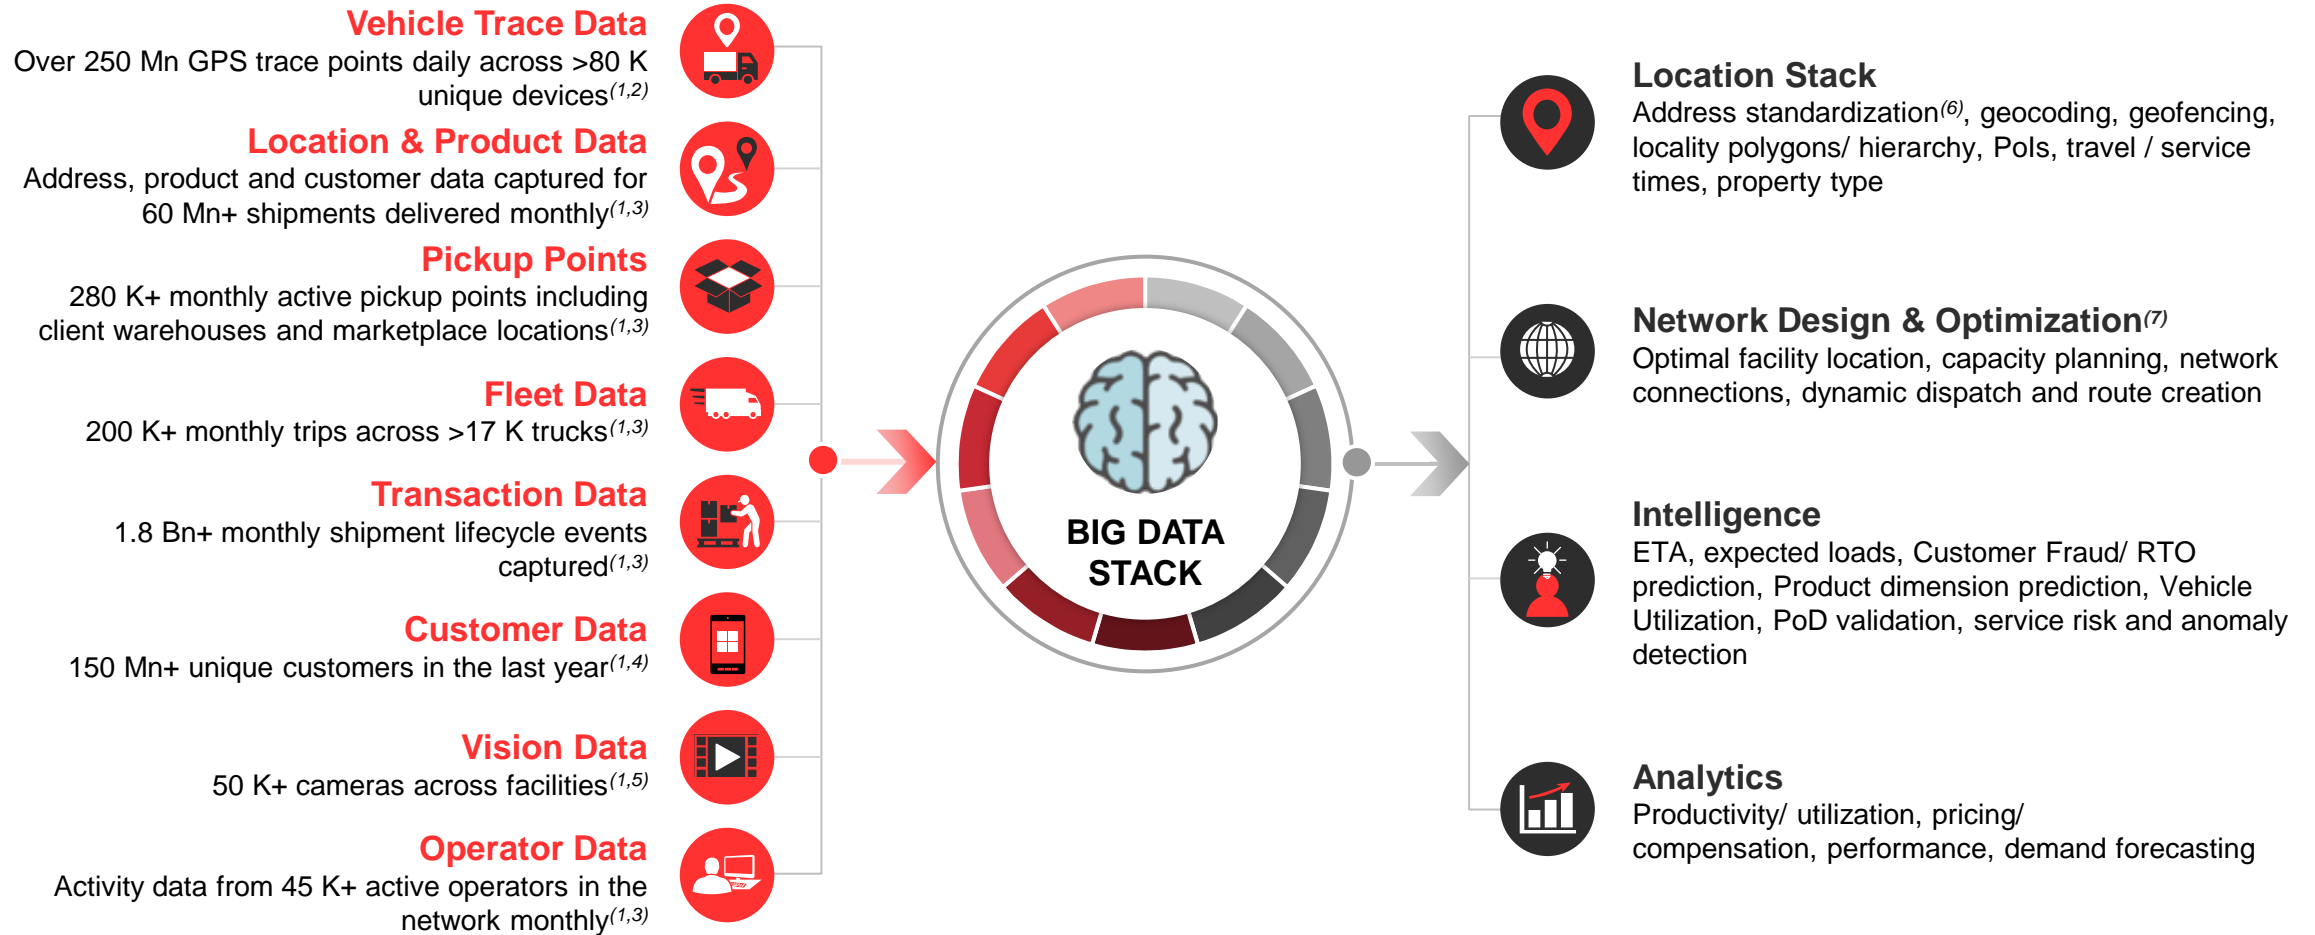 Vehicle Trace Data
Over 250 Mn GPS trace points daily across >80 K
unique devices(1,2)
Location & Product Data
Address, product and customer data captured for
60 Mn+ shipments delivered monthly(1,3)
Pickup Points
280 K+ monthly active pickup points including
client warehouses and marketplace locations(1,3)
Fleet Data
200 K+ monthly trips across >17 K trucks(1,3)
Transaction Data
1.8 Bn+ monthly shipment lifecycle events
captured(1,3)
Customer Data
150 Mn+ unique customers in the last year(1,4)
Vision Data
50 K+ cameras across facilities(1,5)
Operator Data
Activity data from 45 K+ active operators in the
network monthly(1,3)
BIG DATA
STACK
Location Stack
Address standardization(6), geocoding, geofencing,
locality polygons/ hierarchy, PoIs, travel / service
times, property type
Network Design & Optimization(7)
Optimal facility location, capacity planning, network
connections, dynamic dispatch and route creation
Intelligence
ETA, expected loads, Customer Fraud/ RTO
prediction, Product dimension prediction, Vehicle
Utilization, PoD validation, service risk and anomaly
detection
Analytics
Productivity/ utilization, pricing/
compensation, performance, demand forecasting